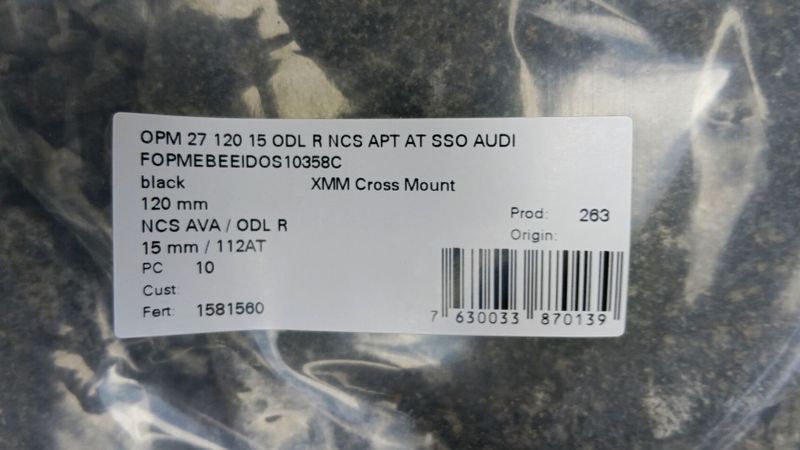 OPM 27 120 15 ODL R NCS APT AT SSO AUDI
FOPMEBEEIDOS10358C
black XMM Cross Mount
120 mm
NCS AVA / ODL R
15 mm / 112AT
PC 10
Cust:
Fert: 1581560
Prod: 263
Origin:
7 630033 870139